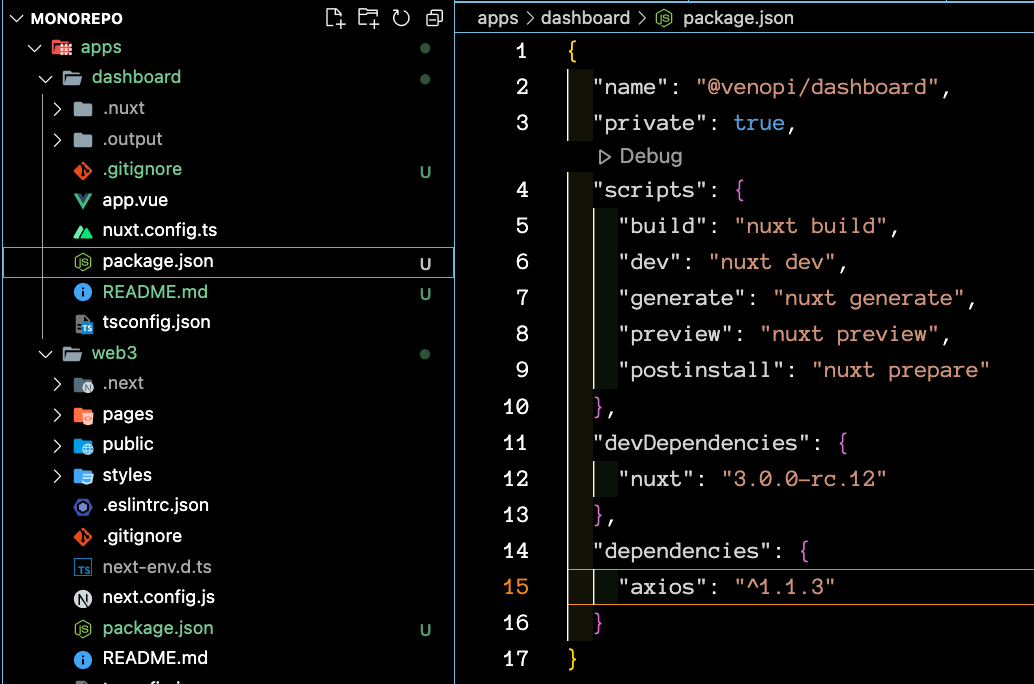 MONOREPO
apps
dashboard
.nuxt
.output
.gitignore U
app.vue
nuxt.config.ts
package.json U
README.md U
tsconfig.json
web3
.next
pages
public
styles
.eslintrc.json
.gitignore
next-env.d.ts
next.config.js
package.json U
README.md
apps > dashboard > package.json
1 {
2 "name": "@venopi/dashboard",
3 "private": true,
Debug
4 "scripts": {
5 "build": "nuxt build",
6 "dev": "nuxt dev",
7 "generate": "nuxt generate",
8 "preview": "nuxt preview",
9 "postinstall": "nuxt prepare"
10 },
11 "devDependencies": {
12 "nuxt": "3.0.0-rc.12"
13 },
14 "dependencies": {
15 "axios": "^1.1.3"
16 }
17 }